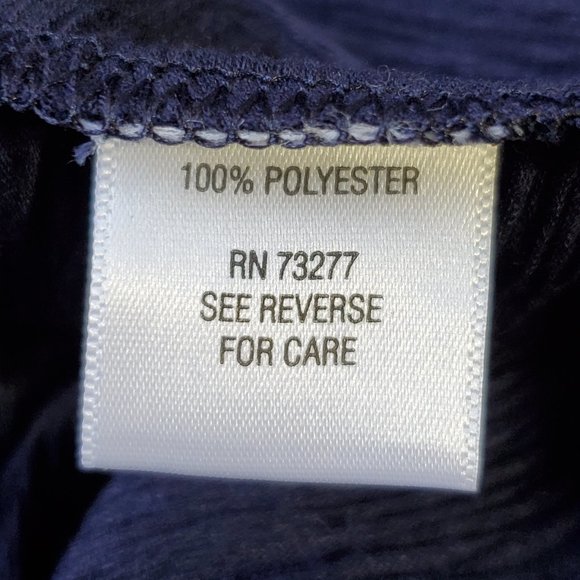 100% POLYESTER
RN 73277
SEE REVERSE
FOR CARE